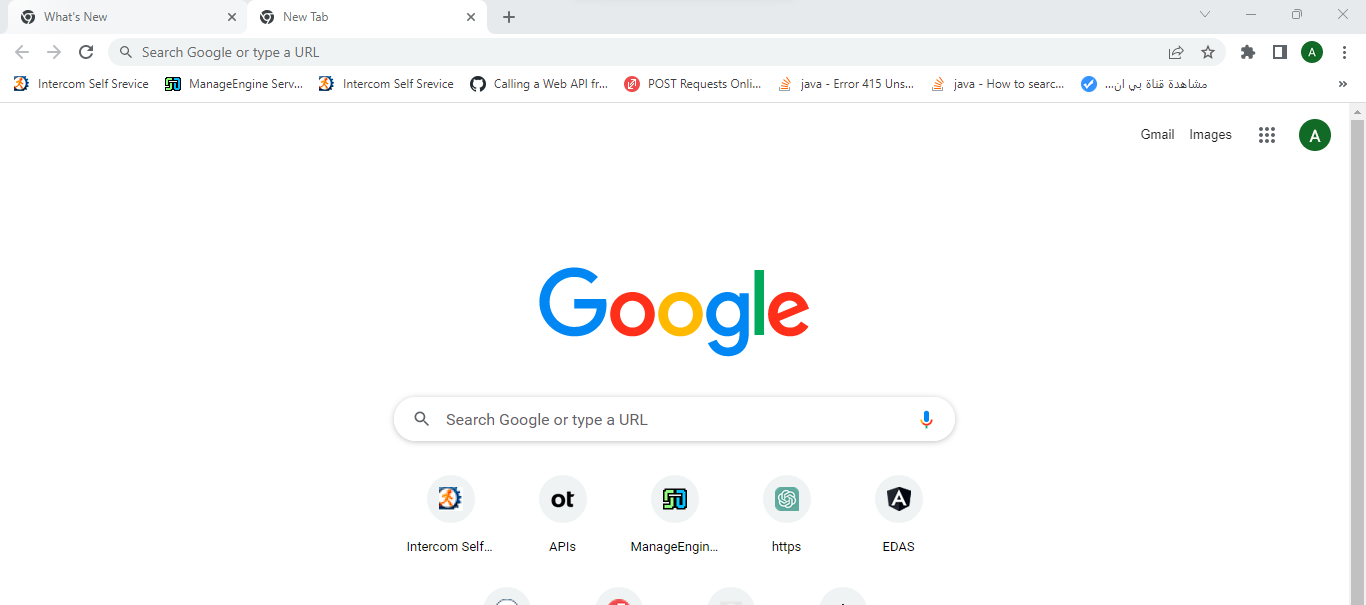 What's New
New Tab
Search Google or type a URL
A
Intercom Self Srevice
ManageEngine Serv...
Intercom Self Srevice
Calling a Web API fr...
POST Requests Onli...
java - Error 415 Uns...
java - How to searc...
مشاهدة قناة بي ان...
Gmail
Images
A
Google
Search Google or type a URL
ot
Intercom Self...
APIs
ManageEngin...
https
EDAS